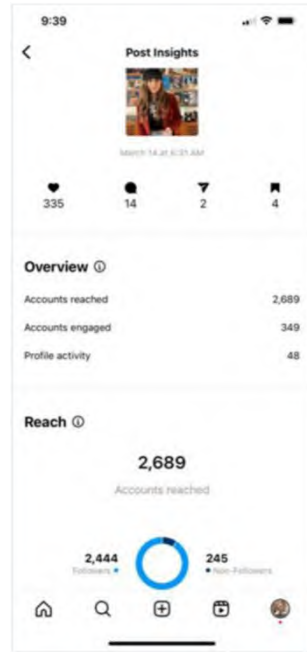 9:39
Post Insights
March 14 at 6:31 AM
335 14 2 4
Overview
Accounts reached 2,689
Accounts engaged 349
Profile activity 48
Reach
2,689
Accounts reached
2,444 245
Followers Non-Followers